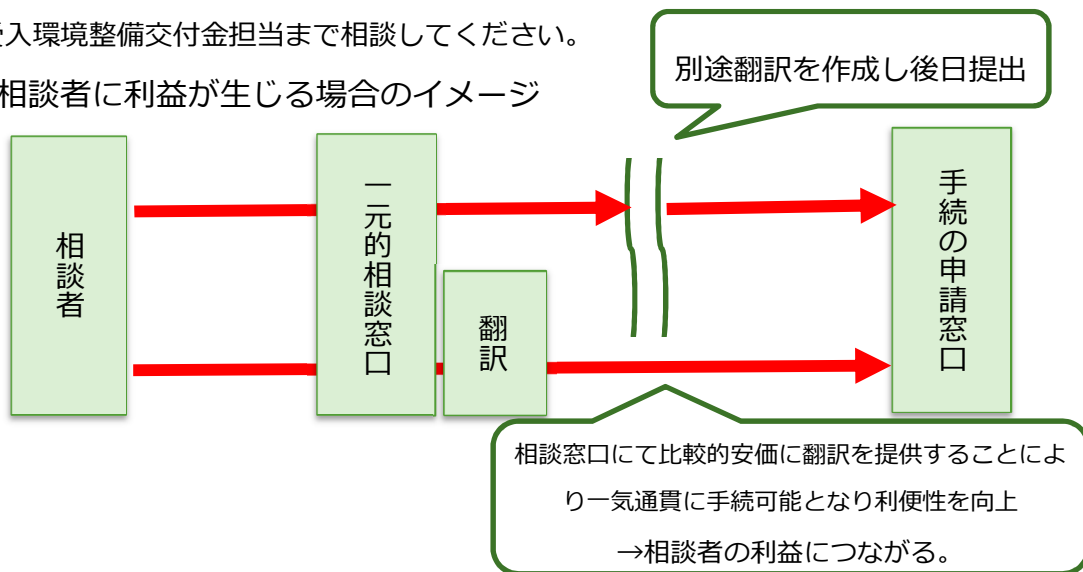 受入環境整備交付金担当まで相談してください。
相談者に利益が生じる場合のイメージ
別途翻訳を作成し後日提出
相談者
一元的相談窓口
翻訳
手続の申請窓口
相談窓口にて比較的安価に翻訳を提供することによ
り一気通貫に手続可能となり利便性を向上
→相談者の利益につながる。